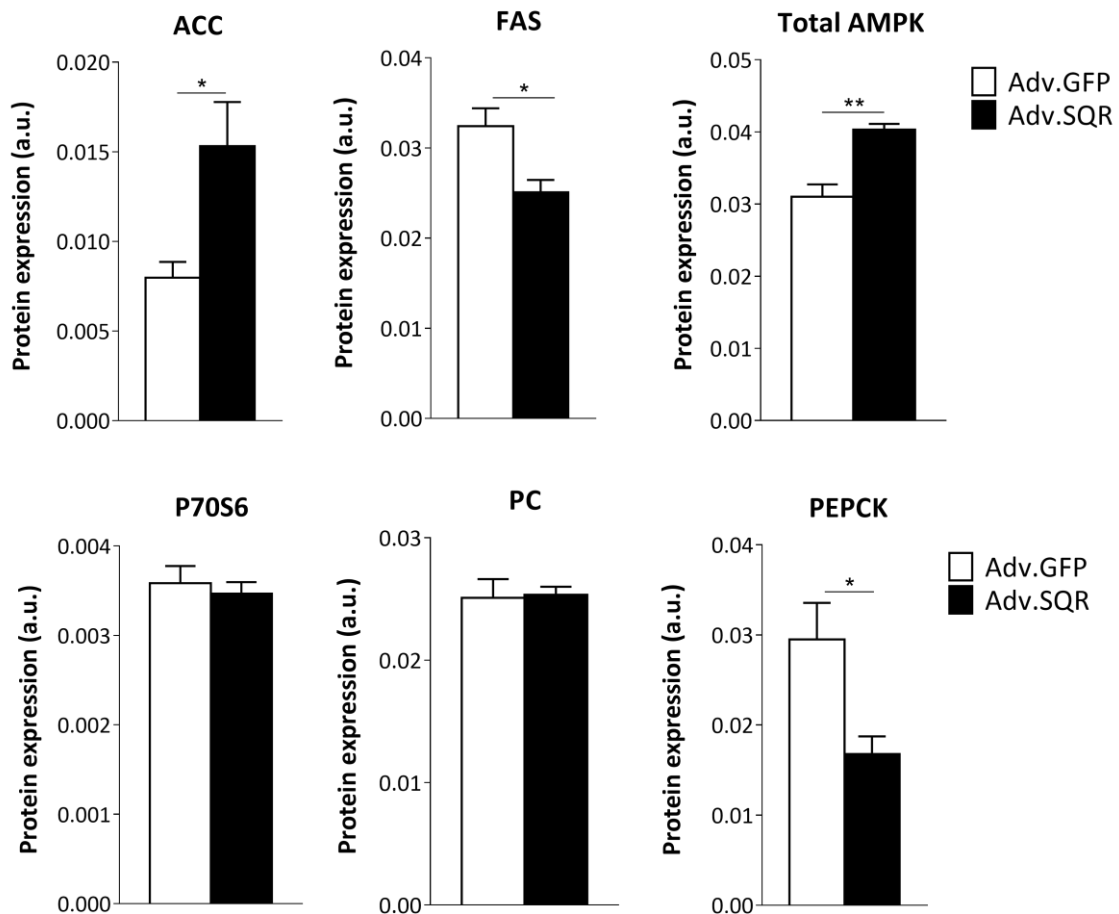 ACC
Protein expression (a.u.)
0.020
0.015
0.010
0.005
0.000
*
FAS
Protein expression (a.u.)
0.04
0.03
0.02
0.01
0.00
*
Total AMPK
Protein expression (a.u.)
0.05
0.04
0.03
0.02
0.01
0.00
**
Adv.GFP
Adv.SQR
P70S6
Protein expression (a.u.)
0.004
0.003
0.002
0.001
0.000
PC
Protein expression (a.u.)
0.03
0.02
0.01
0.00
PEPCK
Protein expression (a.u.)
0.04
0.03
0.02
0.01
0.00
*
Adv.GFP
Adv.SQR